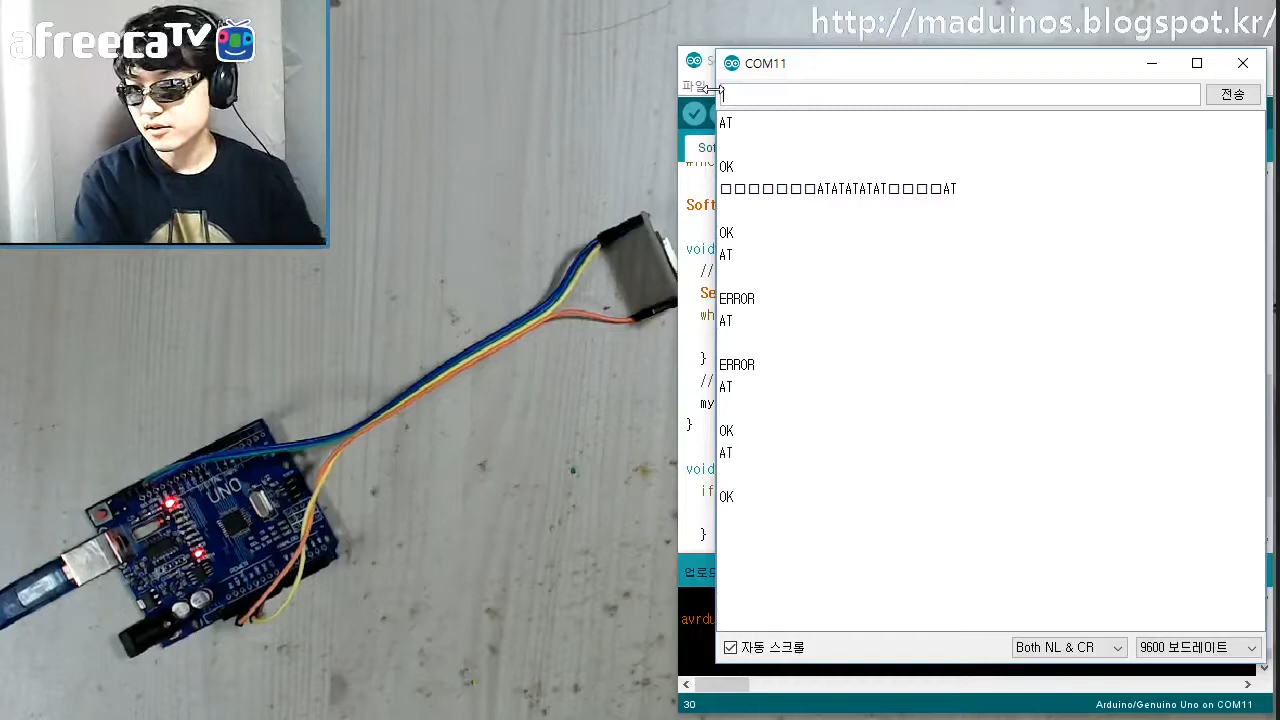 afreecaTV
http://maduinos.blogspot.kr/
COM11
파일
전송
AT
OK
□□□□□□□ATATATATAT□□□□AT
OK
AT
ERROR
AT
ERROR
AT
OK
AT
OK
Sof
Soft
void
//
Se
wh
}
//
my
}
void
if
}
업로드
avrdu
자동 스크롤
Both NL & CR
9600 보드레이트
30
Arduino/Genuino Uno on COM11
UNO